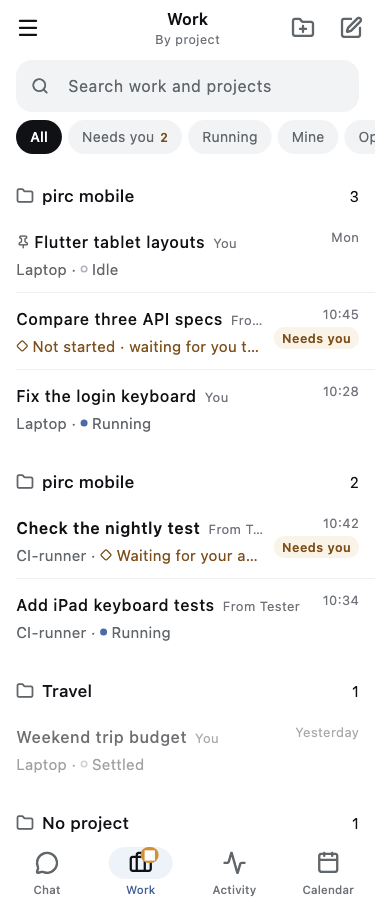 Work
By project
Search work and projects
All
Needs you 2
Running
Mine
Op
pirc mobile 3
Flutter tablet layouts You Mon
Laptop · Idle
Compare three API specs Fro… 10:45
Not started · waiting for you t… Needs you
Fix the login keyboard You 10:28
Laptop · Running
pirc mobile 2
Check the nightly test From T… 10:42
CI-runner · Waiting for your a… Needs you
Add iPad keyboard tests From Tester 10:34
CI-runner · Running
Travel 1
Weekend trip budget You Yesterday
Laptop · Settled
No project 1
Chat
Work
Activity
Calendar